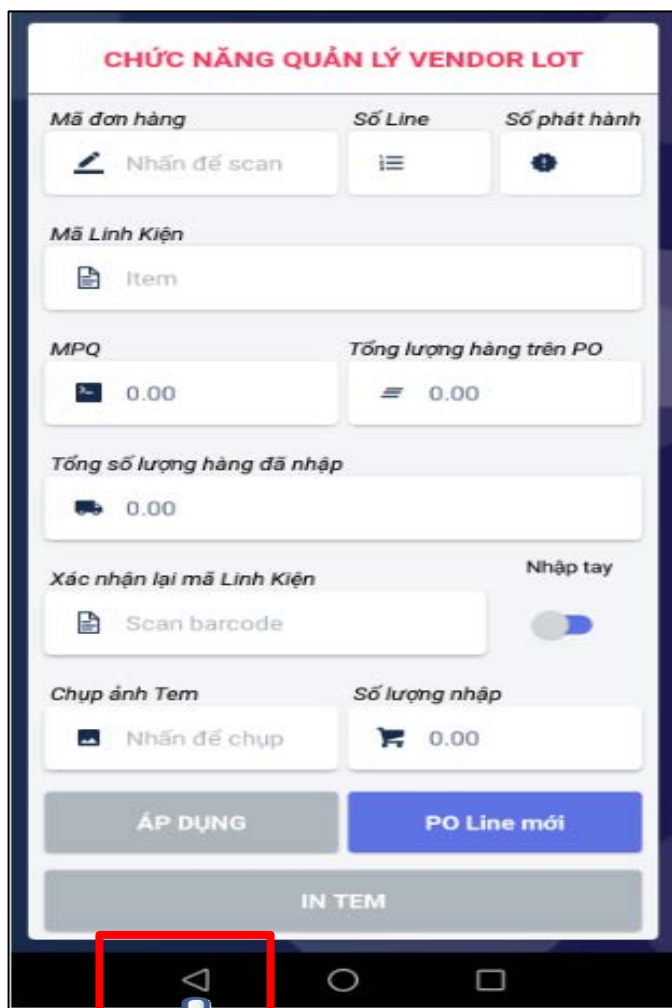 CHỨC NĂNG QUẢN LÝ VENDOR LOT
Mã đơn hàng Số Line Số phát hành
Nhấn để scan
Mã Linh Kiện
Item
MPQ Tổng lượng hàng trên PO
0.00 0.00
Tổng số lượng hàng đã nhập
0.00
Xác nhận lại mã Linh Kiện Nhập tay
Scan barcode
Chụp ảnh Tem Số lượng nhập
Nhấn để chụp 0.00
ÁP DỤNG PO Line mới
IN TEM